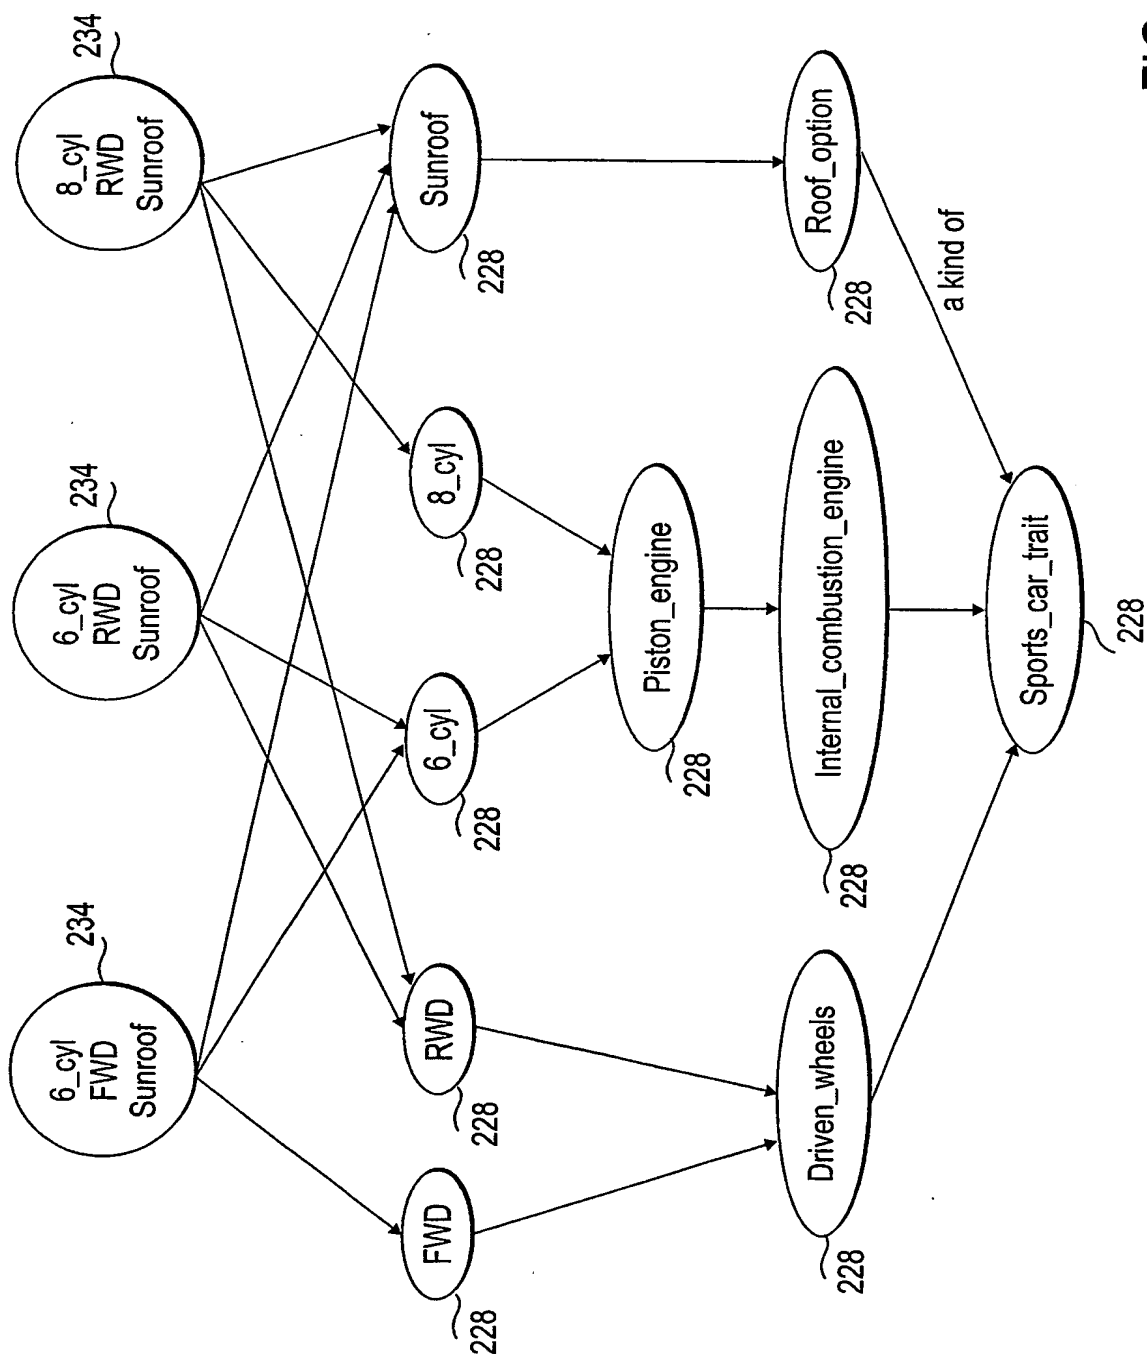 234
6_cyl
FWD
Sunroof
234
6_cyl
RWD
Sunroof
234
8_cyl
RWD
Sunroof
FWD
228
RWD
228
6_cyl
228
8_cyl
228
Sunroof
228
Piston_engine
228
Driven_wheels
228
Internal_combustion_engine
228
Roof_option
228
a kind of
Sports_car_trait
228